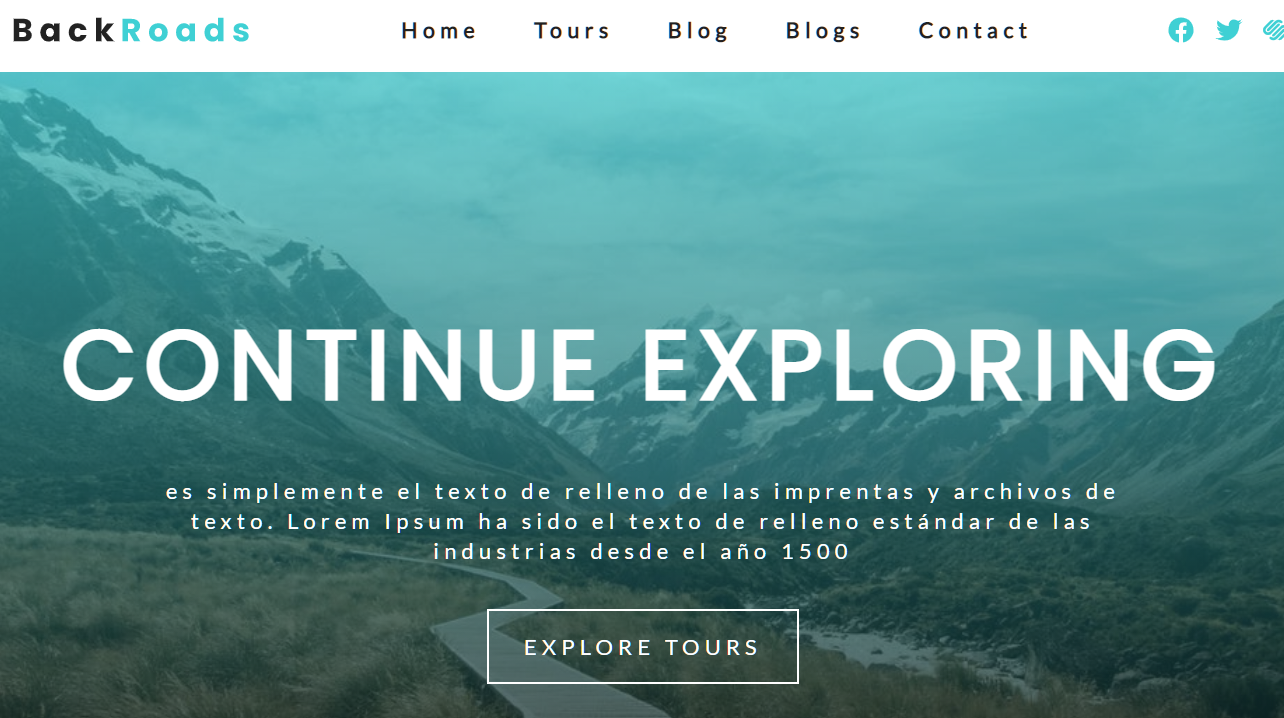 BackRoads
Home Tours Blog Blogs Contact
CONTINUE EXPLORING
es simplemente el texto de relleno de las imprentas y archivos de
texto. Lorem Ipsum ha sido el texto de relleno estándar de las
industrias desde el año 1500
EXPLORE TOURS